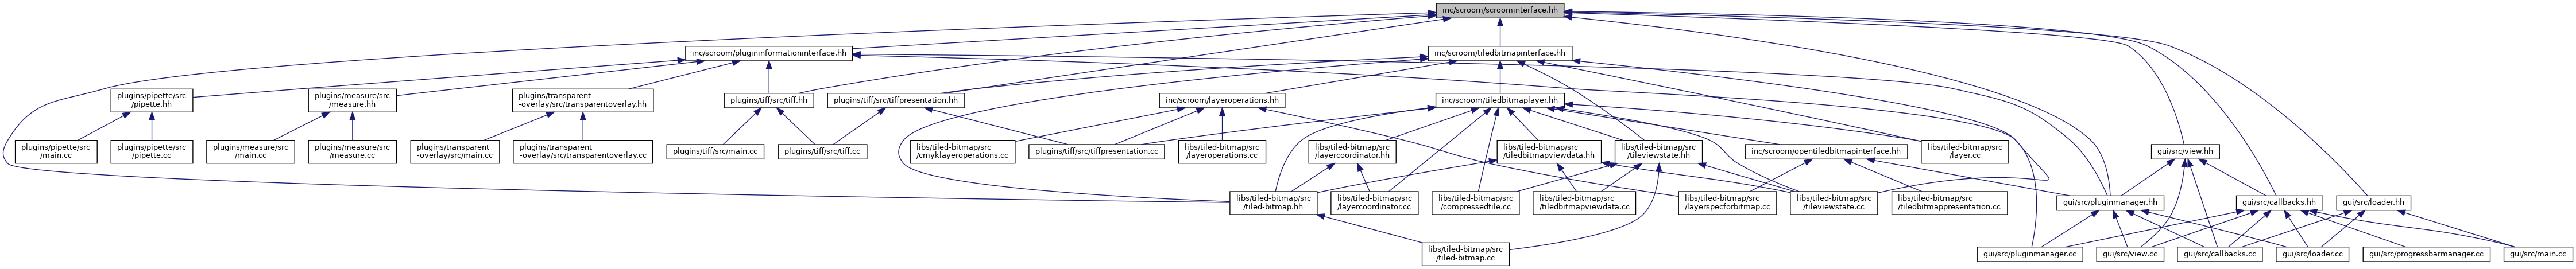 inc/scroom/scroominterface.hh
inc/scroom/plugininformationinterface.hh
inc/scroom/tiledbitmapinterface.hh
plugins/pipette/src
/pipette.hh
plugins/measure/src
/measure.hh
plugins/transparent
-overlay/src/transparentoverlay.hh
plugins/tiff/src/tiff.hh
plugins/tiff/src/tiffpresentation.hh
inc/scroom/layeroperations.hh
inc/scroom/tiledbitmaplayer.hh
plugins/pipette/src
/main.cc
plugins/pipette/src
/pipette.cc
plugins/measure/src
/main.cc
plugins/measure/src
/measure.cc
plugins/transparent
-overlay/src/main.cc
plugins/transparent
-overlay/src/transparentoverlay.cc
plugins/tiff/src/main.cc
plugins/tiff/src/tiff.cc
libs/tiled-bitmap/src
/cmyklayeroperations.cc
plugins/tiff/src/tiffpresentation.cc
libs/tiled-bitmap/src
/layeroperations.cc
libs/tiled-bitmap/src
/layercoordinator.hh
libs/tiled-bitmap/src
/tiledbitmapviewdata.hh
libs/tiled-bitmap/src
/tileviewstate.hh
inc/scroom/opentiledbitmapinterface.hh
libs/tiled-bitmap/src
/layer.cc
gui/src/view.hh
libs/tiled-bitmap/src
/tiled-bitmap.hh
libs/tiled-bitmap/src
/layercoordinator.cc
libs/tiled-bitmap/src
/compressedtile.cc
libs/tiled-bitmap/src
/tiledbitmapviewdata.cc
libs/tiled-bitmap/src
/layerspecforbitmap.cc
libs/tiled-bitmap/src
/tileviewstate.cc
libs/tiled-bitmap/src
/tiledbitmappresentation.cc
gui/src/pluginmanager.hh
gui/src/callbacks.hh
gui/src/loader.hh
libs/tiled-bitmap/src
/tiled-bitmap.cc
gui/src/pluginmanager.cc
gui/src/view.cc
gui/src/callbacks.cc
gui/src/loader.cc
gui/src/progressbarmanager.cc
gui/src/main.cc